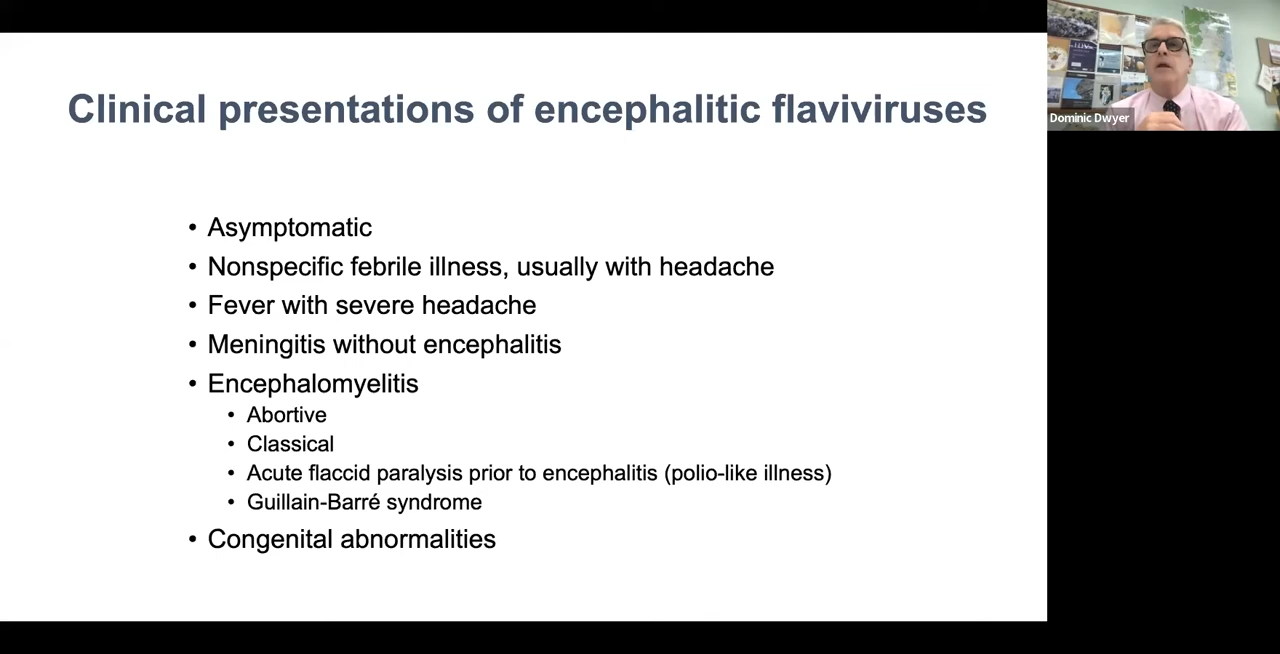 Clinical presentations of encephalitic flaviviruses
Dominic Dwyer
• Asymptomatic
• Nonspecific febrile illness, usually with headache
• Fever with severe headache
• Meningitis without encephalitis
• Encephalomyelitis
• Abortive
• Classical
• Acute flaccid paralysis prior to encephalitis (polio-like illness)
• Guillain-Barré syndrome
• Congenital abnormalities